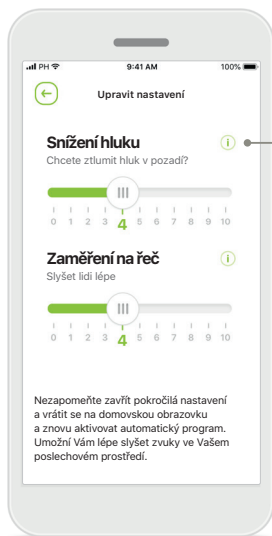 PH 9:41 AM 100%
Upravit nastavení
Snížení hluku i
Chcete ztlumit hluk v pozadí?
0 1 2 3 4 5 6 7 8 9 10
Zaměření na řeč i
Slyšet lidi lépe
0 1 2 3 4 5 6 7 8 9 10
Nezapomeňte zavřít pokročilá nastavení
a vrátit se na domovskou obrazovku
a znovu aktivovat automatický program.
Umožní Vám lépe slyšet zvuky ve Vašem
poslechovém prostředí.